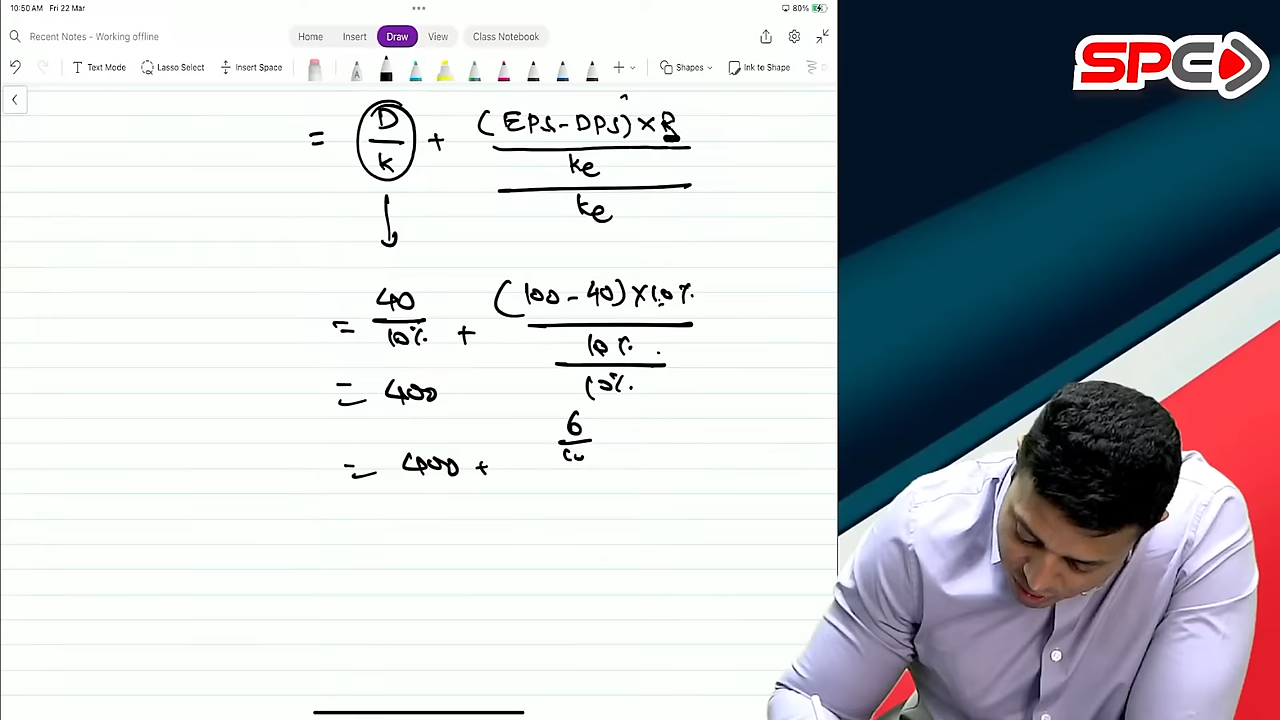 10:50 AM Fri 22 Mar
80%
Recent Notes - Working offline
Home Insert Draw View Class Notebook
Text Mode Lasso Select Insert Space Shapes Ink to Shape
SPC
= D/k + (EPS-DPS) × R / ke / ke
= 40/10% + (100 - 40) × 10% / 10% / 10%
= 400
6
= 400 +